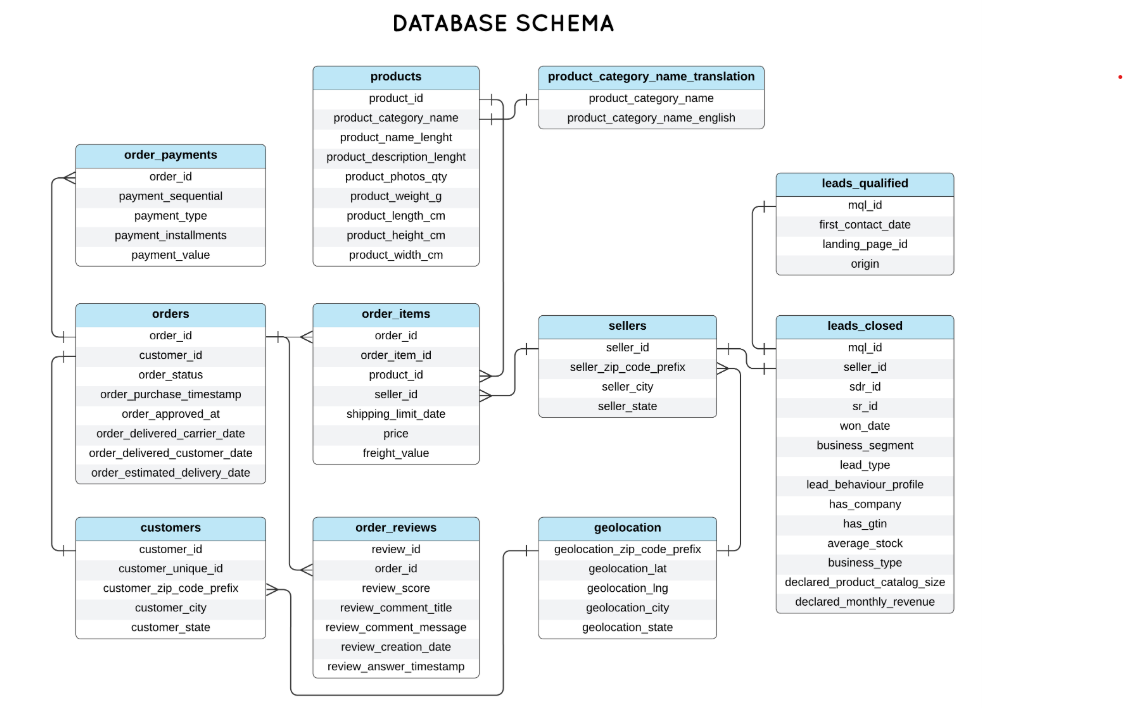 DATABASE SCHEMA
products
product_id
product_category_name
product_name_lenght
product_description_lenght
product_photos_qty
product_weight_g
product_length_cm
product_height_cm
product_width_cm
product_category_name_translation
product_category_name
product_category_name_english
order_payments
order_id
payment_sequential
payment_type
payment_installments
payment_value
leads_qualified
mql_id
first_contact_date
landing_page_id
origin
orders
order_id
customer_id
order_status
order_purchase_timestamp
order_approved_at
order_delivered_carrier_date
order_delivered_customer_date
order_estimated_delivery_date
order_items
order_id
order_item_id
product_id
seller_id
shipping_limit_date
price
freight_value
sellers
seller_id
seller_zip_code_prefix
seller_city
seller_state
leads_closed
mql_id
seller_id
sdr_id
sr_id
won_date
business_segment
lead_type
lead_behaviour_profile
has_company
has_gtin
average_stock
business_type
declared_product_catalog_size
declared_monthly_revenue
customers
customer_id
customer_unique_id
customer_zip_code_prefix
customer_city
customer_state
order_reviews
review_id
order_id
review_score
review_comment_title
review_comment_message
review_creation_date
review_answer_timestamp
geolocation
geolocation_zip_code_prefix
geolocation_lat
geolocation_lng
geolocation_city
geolocation_state